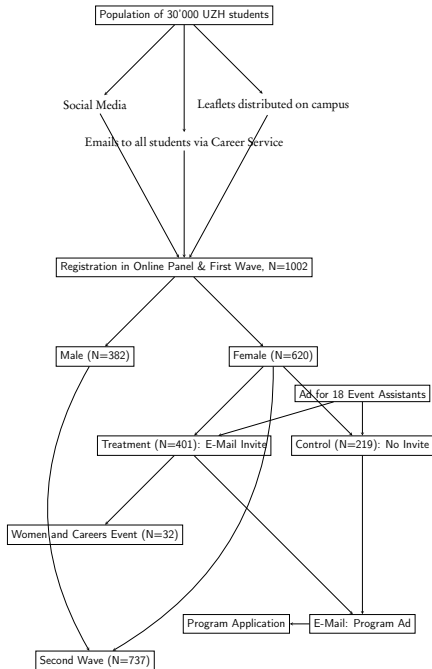 Population of 30'000 UZH students
Social Media
Leaflets distributed on campus
Emails to all students via Career Service
Registration in Online Panel & First Wave, N=1002
Male (N=382)
Female (N=620)
Ad for 18 Event Assistants
Treatment (N=401): E-Mail Invite
Control (N=219): No Invite
Women and Careers Event (N=32)
Program Application
E-Mail: Program Ad
Second Wave (N=737)